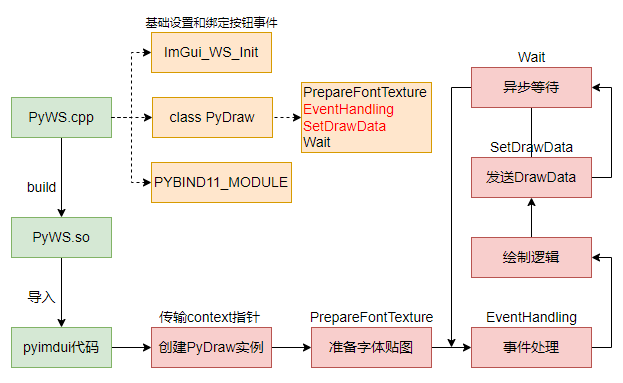 基础设置和绑定按钮事件
ImGui_WS_Init
PyWS.cpp
class PyDraw
PrepareFontTexture
EventHandling
SetDrawData
Wait
PYBIND11_MODULE
build
PyWS.so
导入
pyimdui代码
传输context指针
创建PyDraw实例
PrepareFontTexture
准备字体贴图
EventHandling
事件处理
绘制逻辑
SetDrawData
发送DrawData
Wait
异步等待